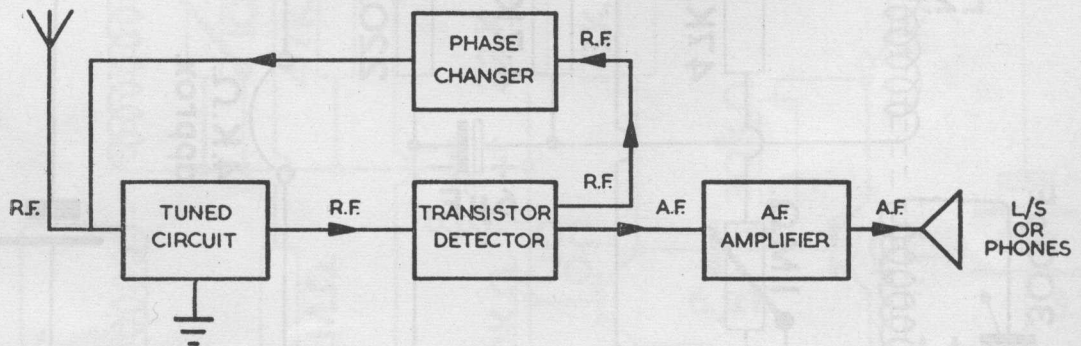 PHASE
CHANGER
R.F.
R.F.
R.F.
TUNED
CIRCUIT
R.F.
TRANSISTOR
DETECTOR
A.F.
A.F.
AMPLIFIER
A.F.
L/S
OR
PHONES